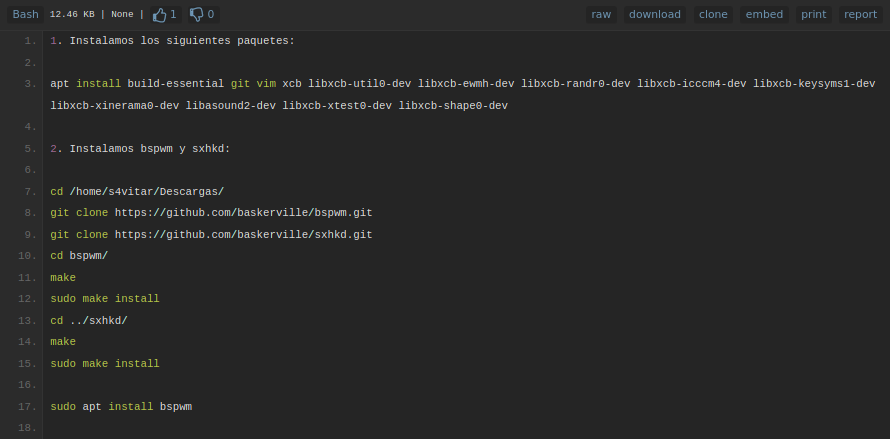 Bash 12.46 KB | None | 1 0 raw download clone embed print report
1. 1. Instalamos los siguientes paquetes:
2.
3. apt install build-essential git vim xcb libxcb-util0-dev libxcb-ewmh-dev libxcb-randr0-dev libxcb-icccm4-dev libxcb-keysyms1-dev
libxcb-xinerama0-dev libasound2-dev libxcb-xtest0-dev libxcb-shape0-dev
4.
5. 2. Instalamos bspwm y sxhkd:
6.
7. cd /home/s4vitar/Descargas/
8. git clone https://github.com/baskerville/bspwm.git
9. git clone https://github.com/baskerville/sxhkd.git
10. cd bspwm/
11. make
12. sudo make install
13. cd ../sxhkd/
14. make
15. sudo make install
16.
17. sudo apt install bspwm
18.